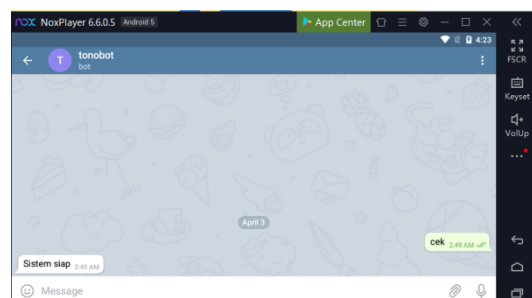 nox NoxPlayer 6.6.0.5 Android 5 App Center
4:23
FSCR
T tonobot
bot
Keyset
VolUp
April 3
cek 2:49 AM
Sistem siap 2:49 AM
Message